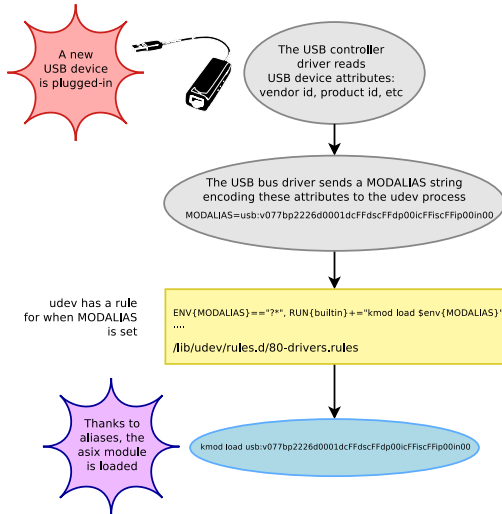 A new
USB device
is plugged-in
The USB controller
driver reads
USB device attributes:
vendor id, product id, etc
The USB bus driver sends a MODALIAS string
encoding these attributes to the udev process
MODALIAS=usb:v077bp2226d0001dcFFdscFFdp00icFFiscFFip00in00
udev has a rule
for when MODALIAS
is set
ENV{MODALIAS}=="?*", RUN{builtin}+="kmod load $env{MODALIAS}"
....
/lib/udev/rules.d/80-drivers.rules
Thanks to
aliases, the
asix module
is loaded
kmod load usb:v077bp2226d0001dcFFdscFFdp00icFFiscFFip00in00